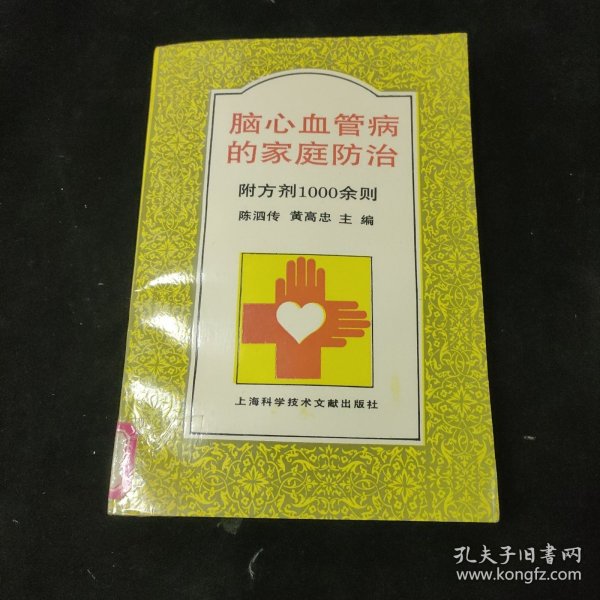 脑心血管病
的家庭防治
附方剂1000余则
陈泗传 黄高忠 主编
上海科学技术文献出版社
孔夫子旧书网
www.kongfz.com